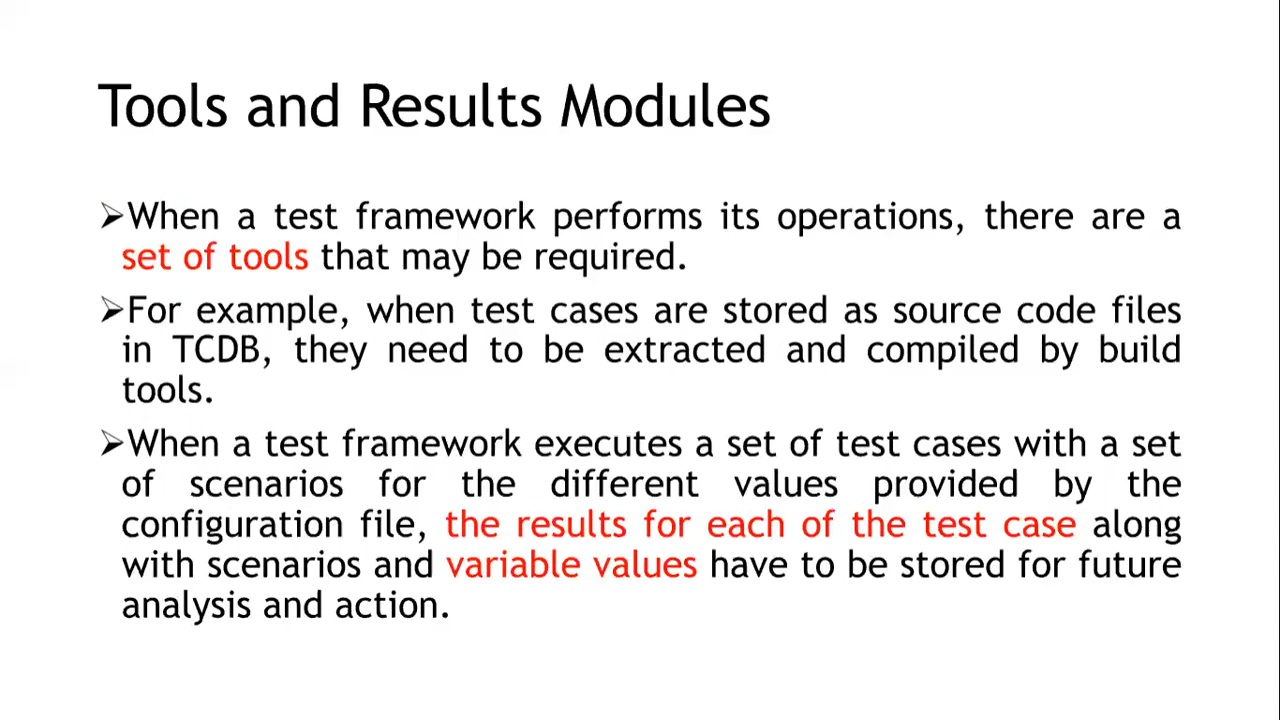 Tools and Results Modules
➢When a test framework performs its operations, there are a
set of tools that may be required.
➢For example, when test cases are stored as source code files
in TCDB, they need to be extracted and compiled by build
tools.
➢When a test framework executes a set of test cases with a set
of scenarios for the different values provided by the
configuration file, the results for each of the test case along
with scenarios and variable values have to be stored for future
analysis and action.